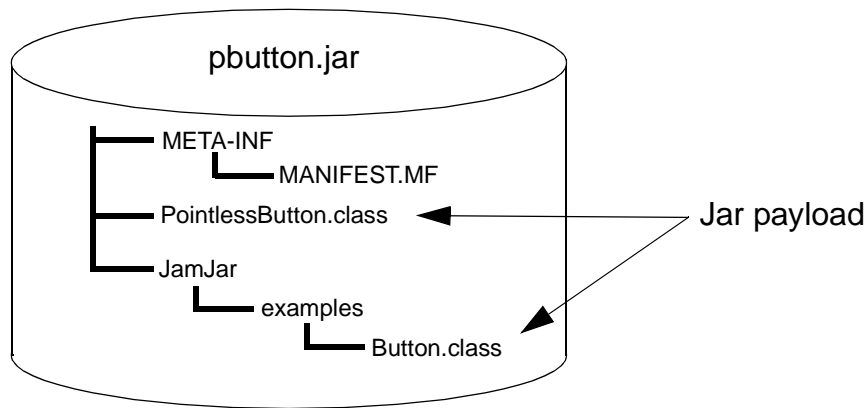 pbutton.jar
META-INF
MANIFEST.MF
PointlessButton.class
Jar payload
JamJar
examples
Button.class